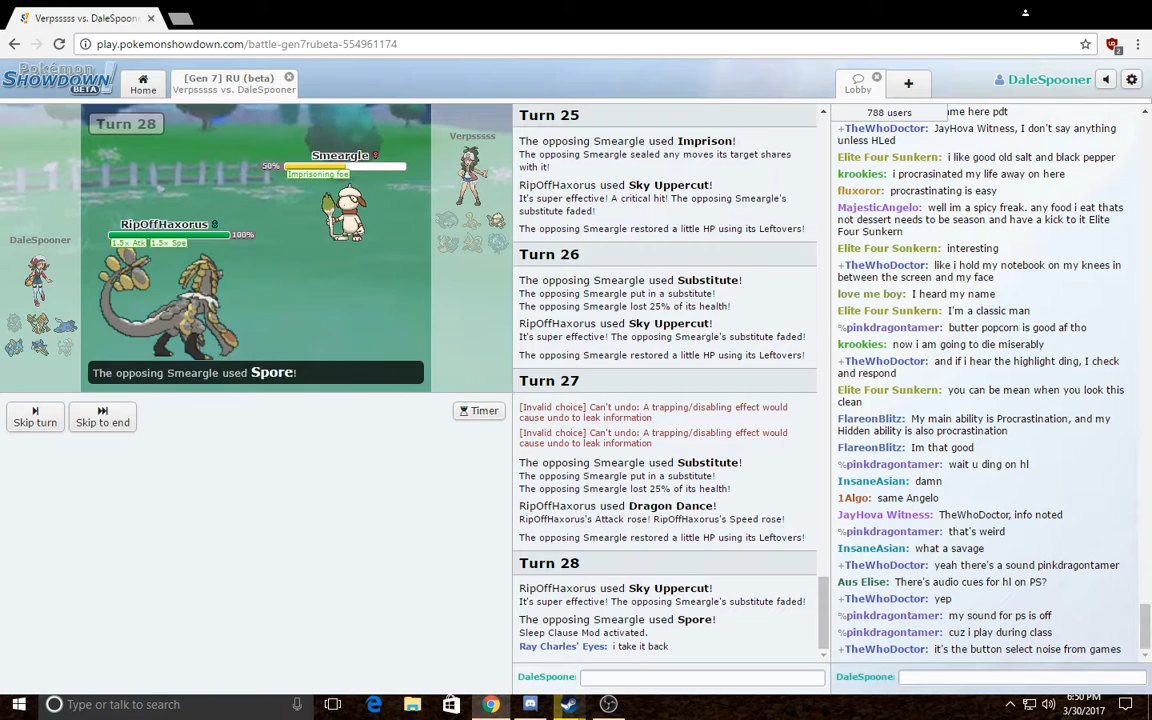 Verpsssss vs. DaleSpoone
play.pokemonshowdown.com/battle-gen7rubeta-554961174
Pokémon
SHOWDOWN
BETA
Home
[Gen 7] RU (beta)
Verpsssss vs. DaleSpooner
Lobby
DaleSpooner
Turn 28
Verpsssss
Smeargle
50%
Imprisoning foe
RipOffHaxorus
100%
1.5× Atk 1.5× Spe
DaleSpooner
The opposing Smeargle used Spore!
Skip turn
Skip to end
Timer
Turn 25
The opposing Smeargle used Imprison!
The opposing Smeargle sealed any moves its target shares
with it!
RipOffHaxorus used Sky Uppercut!
It's super effective! A critical hit! The opposing Smeargle's
substitute faded!
The opposing Smeargle restored a little HP using its Leftovers!
Turn 26
The opposing Smeargle used Substitute!
The opposing Smeargle put in a substitute!
The opposing Smeargle lost 25% of its health!
RipOffHaxorus used Sky Uppercut!
It's super effective! The opposing Smeargle's substitute faded!
The opposing Smeargle restored a little HP using its Leftovers!
Turn 27
[Invalid choice] Can't undo: A trapping/disabling effect would
cause undo to leak information
[Invalid choice] Can't undo: A trapping/disabling effect would
cause undo to leak information
The opposing Smeargle used Substitute!
The opposing Smeargle put in a substitute!
The opposing Smeargle lost 25% of its health!
RipOffHaxorus used Dragon Dance!
RipOffHaxorus's Attack rose! RipOffHaxorus's Speed rose!
The opposing Smeargle restored a little HP using its Leftovers!
Turn 28
RipOffHaxorus used Sky Uppercut!
It's super effective! The opposing Smeargle's substitute faded!
The opposing Smeargle used Spore!
Sleep Clause Mod activated.
Ray Charles' Eyes: i take it back
DaleSpooner:
788 users
ame here pdt
+TheWhoDoctor: JayHova Witness, I don't say anything
unless HLed
Elite Four Sunkern: i like good old salt and black pepper
krookies: i procrasinated my life away on here
fluxoror: procrastinating is easy
MajesticAngelo: well im a spicy freak. any food i eat thats
not dessert needs to be season and have a kick to it Elite
Four Sunkern
Elite Four Sunkern: interesting
+TheWhoDoctor: like i hold my notebook on my knees in
between the screen and my face
love me boy: I heard my name
Elite Four Sunkern: I'm a classic man
%pinkdragontamer: butter popcorn is good af tho
krookies: now i am going to die miserably
+TheWhoDoctor: and if i hear the highlight ding, I check
and respond
Elite Four Sunkern: you can be mean when you look this
clean
FlareonBlitz: My main ability is Procrastination, and my
Hidden ability is also procrastination
FlareonBlitz: Im that good
%pinkdragontamer: wait u ding on hl
InsaneAsian: damn
1Algo: same Angelo
JayHova Witness: TheWhoDoctor, info noted
%pinkdragontamer: that's weird
InsaneAsian: what a savage
+TheWhoDoctor: yeah there's a sound pinkdragontamer
Aus Elise: There's audio cues for hl on PS?
+TheWhoDoctor: yep
%pinkdragontamer: my sound for ps is off
%pinkdragontamer: cuz i play during class
+TheWhoDoctor: it's the button select noise from games
DaleSpooner:
Type or talk to search
6:50 PM
3/30/2017